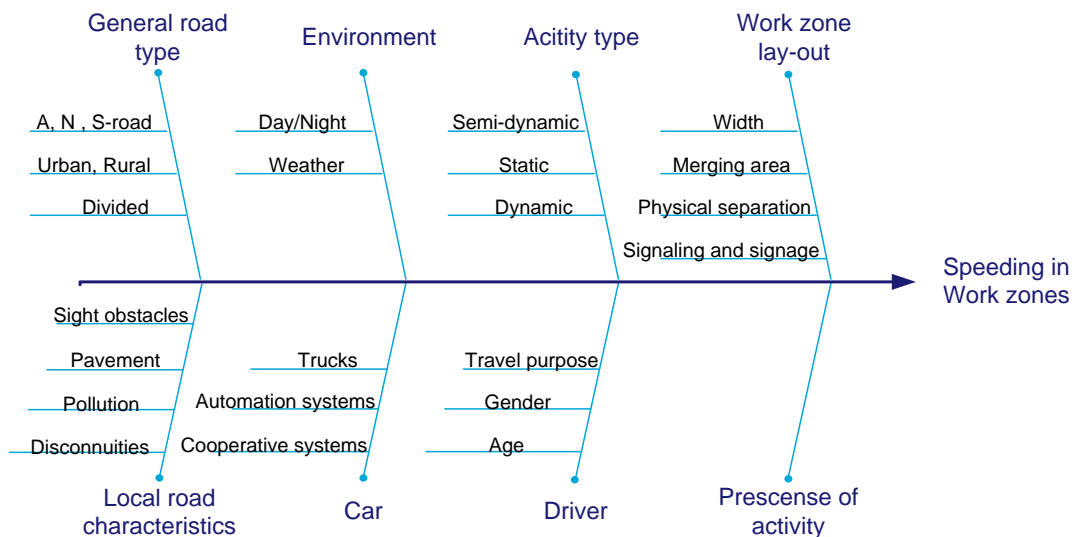 General road
type
Environment
Acitity type
Work zone
lay-out
A, N , S-road
Day/Night
Semi-dynamic
Width
Urban, Rural
Weather
Static
Merging area
Divided
Dynamic
Physical separation
Signaling and signage
Speeding in
Work zones
Sight obstacles
Pavement
Trucks
Travel purpose
Pollution
Automation systems
Gender
Disconnuities
Cooperative systems
Age
Local road
characteristics
Car
Driver
Prescense of
activity